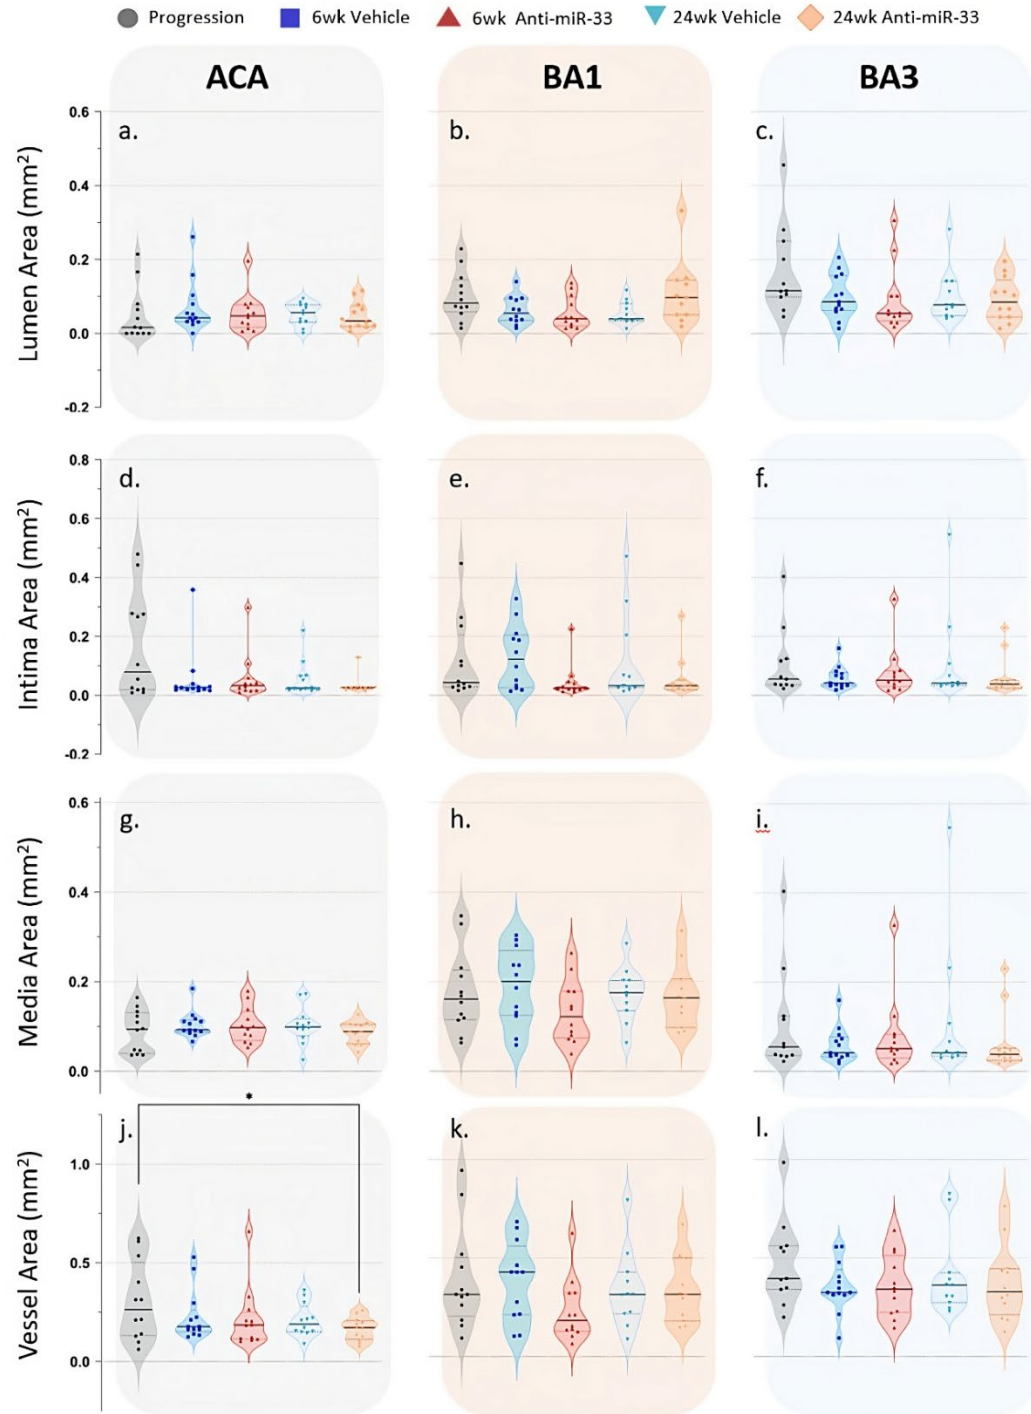 Progression 6wk Vehicle 6wk Anti-miR-33 24wk Vehicle 24wk Anti-miR-33
ACA BA1 BA3
Lumen Area (mm²)
0.6
0.4
0.2
0.0
-0.2
a. b. c.
Intima Area (mm²)
0.8
0.6
0.4
0.2
0.0
-0.2
d. e. f.
Media Area (mm²)
0.6
0.4
0.2
0.0
g. h. i.
*
Vessel Area (mm²)
1.0
0.5
0.0
j. k. l.